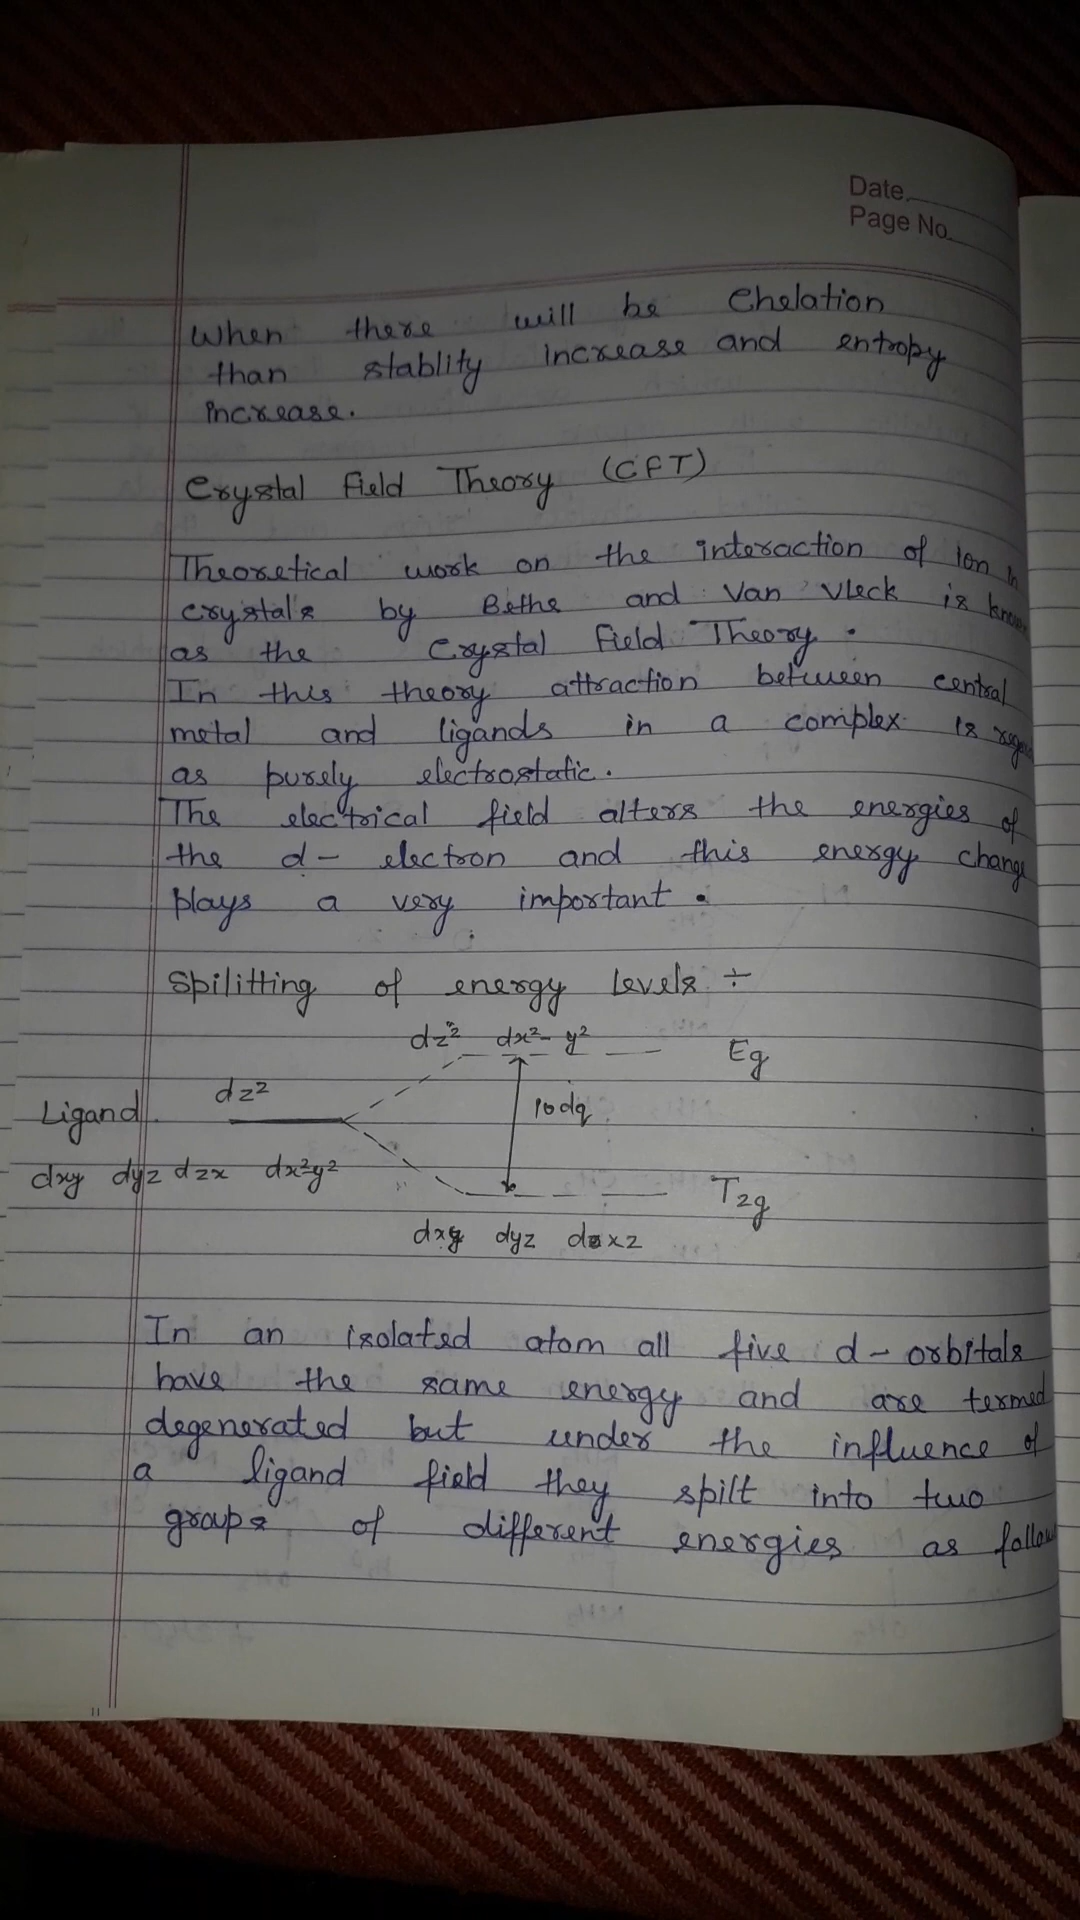 Date.
Page No.
When there will be Chelation
than stablity increase and entropy
increase.
Crystal Field Theory (CFT)
Theoretical work on the interaction of Ion in
crystal's by Bethe and Van Vleck is know
as the Crystal Field Theory.
In this theory attraction between central
metal and ligands in a complex is
as purely electrostatic.
The electrical field alters the energies of
the d- electron and this energy change
plays a very important.
Spilitting of energy levels ÷
dz² dx²-y² Eg
dz²
Ligand 10dq
dxy dyz dzx dx²y²
T2g
dxy dyz dxz
In an isolated atom all five d- orbitals
have the same energy and are termed
degenerated but under the influence of
a ligand field they spilt into two
groups of different energies as follow